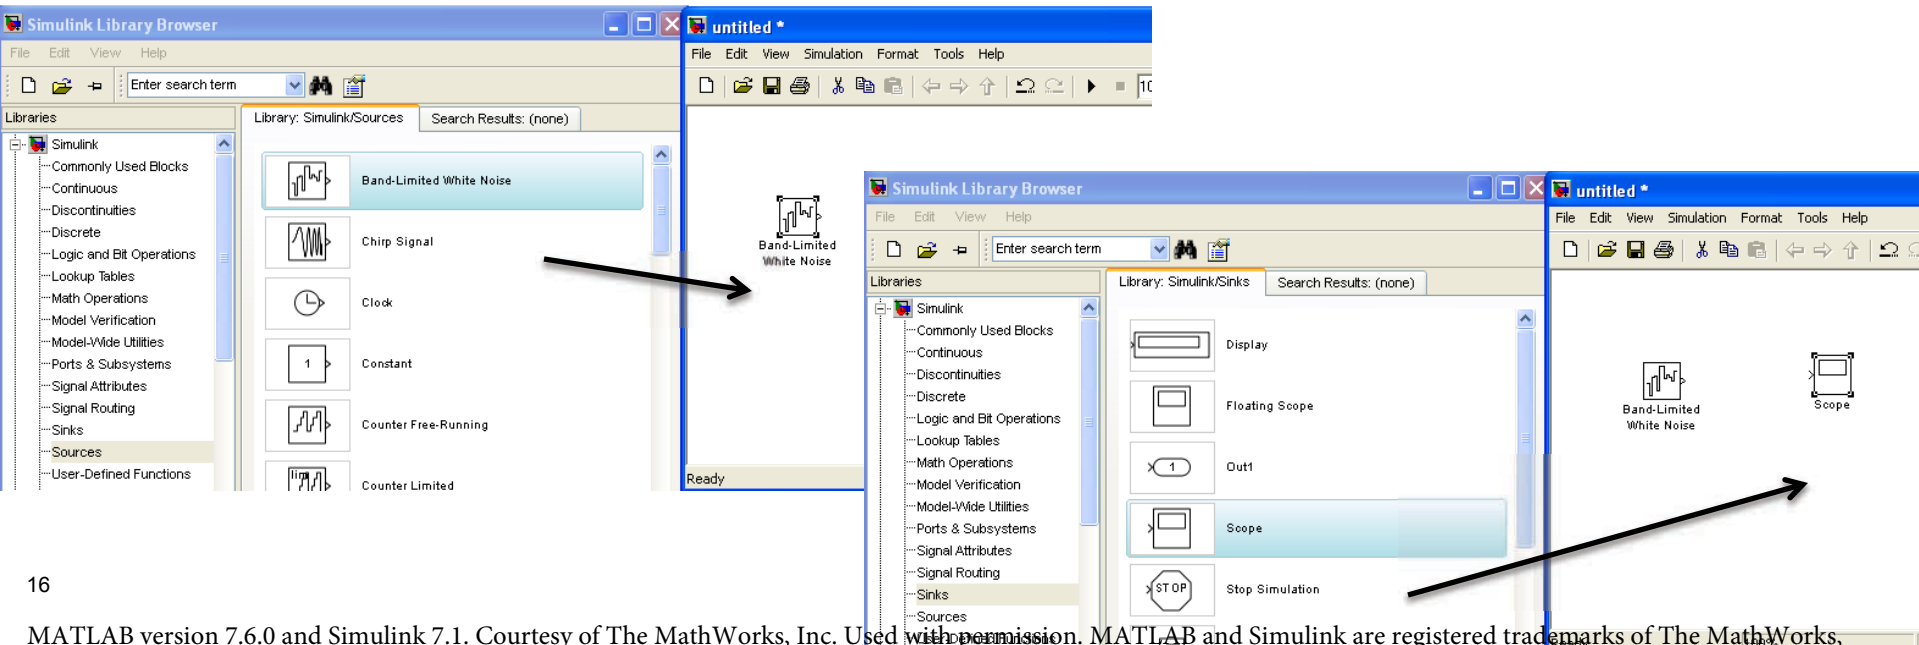 Simulink Library Browser
File Edit View Help
Enter search term
Libraries
Library: Simulink/Sources Search Results: (none)
Simulink
Commonly Used Blocks
Continuous
Discontinuities
Discrete
Logic and Bit Operations
Lookup Tables
Math Operations
Model Verification
Model-Wide Utilities
Ports & Subsystems
Signal Attributes
Signal Routing
Sinks
Sources
User-Defined Functions
Band-Limited White Noise
Chirp Signal
Clock
1
Constant
Counter Free-Running
lim
Counter Limited
untitled *
File Edit View Simulation Format Tools Help
10
Band-Limited
White Noise
Ready
Simulink Library Browser
File Edit View Help
Enter search term
Libraries
Library: Simulink/Sinks Search Results: (none)
Simulink
Commonly Used Blocks
Continuous
Discontinuities
Discrete
Logic and Bit Operations
Lookup Tables
Math Operations
Model Verification
Model-Wide Utilities
Ports & Subsystems
Signal Attributes
Signal Routing
Sinks
Sources
User-Defined Functions
Display
Floating Scope
1
Out1
Scope
STOP
Stop Simulation
untitled *
File Edit View Simulation Format Tools Help
Band-Limited
White Noise
Scope
Ready 100%
16
MATLAB version 7.6.0 and Simulink 7.1. Courtesy of The MathWorks, Inc. Used with permission. MATLAB and Simulink are registered trademarks of The MathWorks,